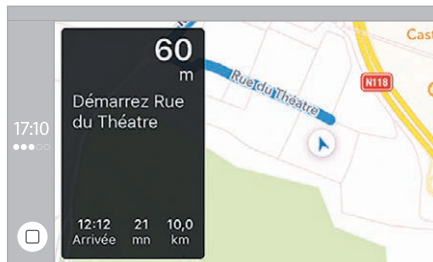 17:10
60
m
Démarrez Rue
du Théatre
12:12 21 10,0
Arrivée mn km
Rue du Théatre
N118
Cast